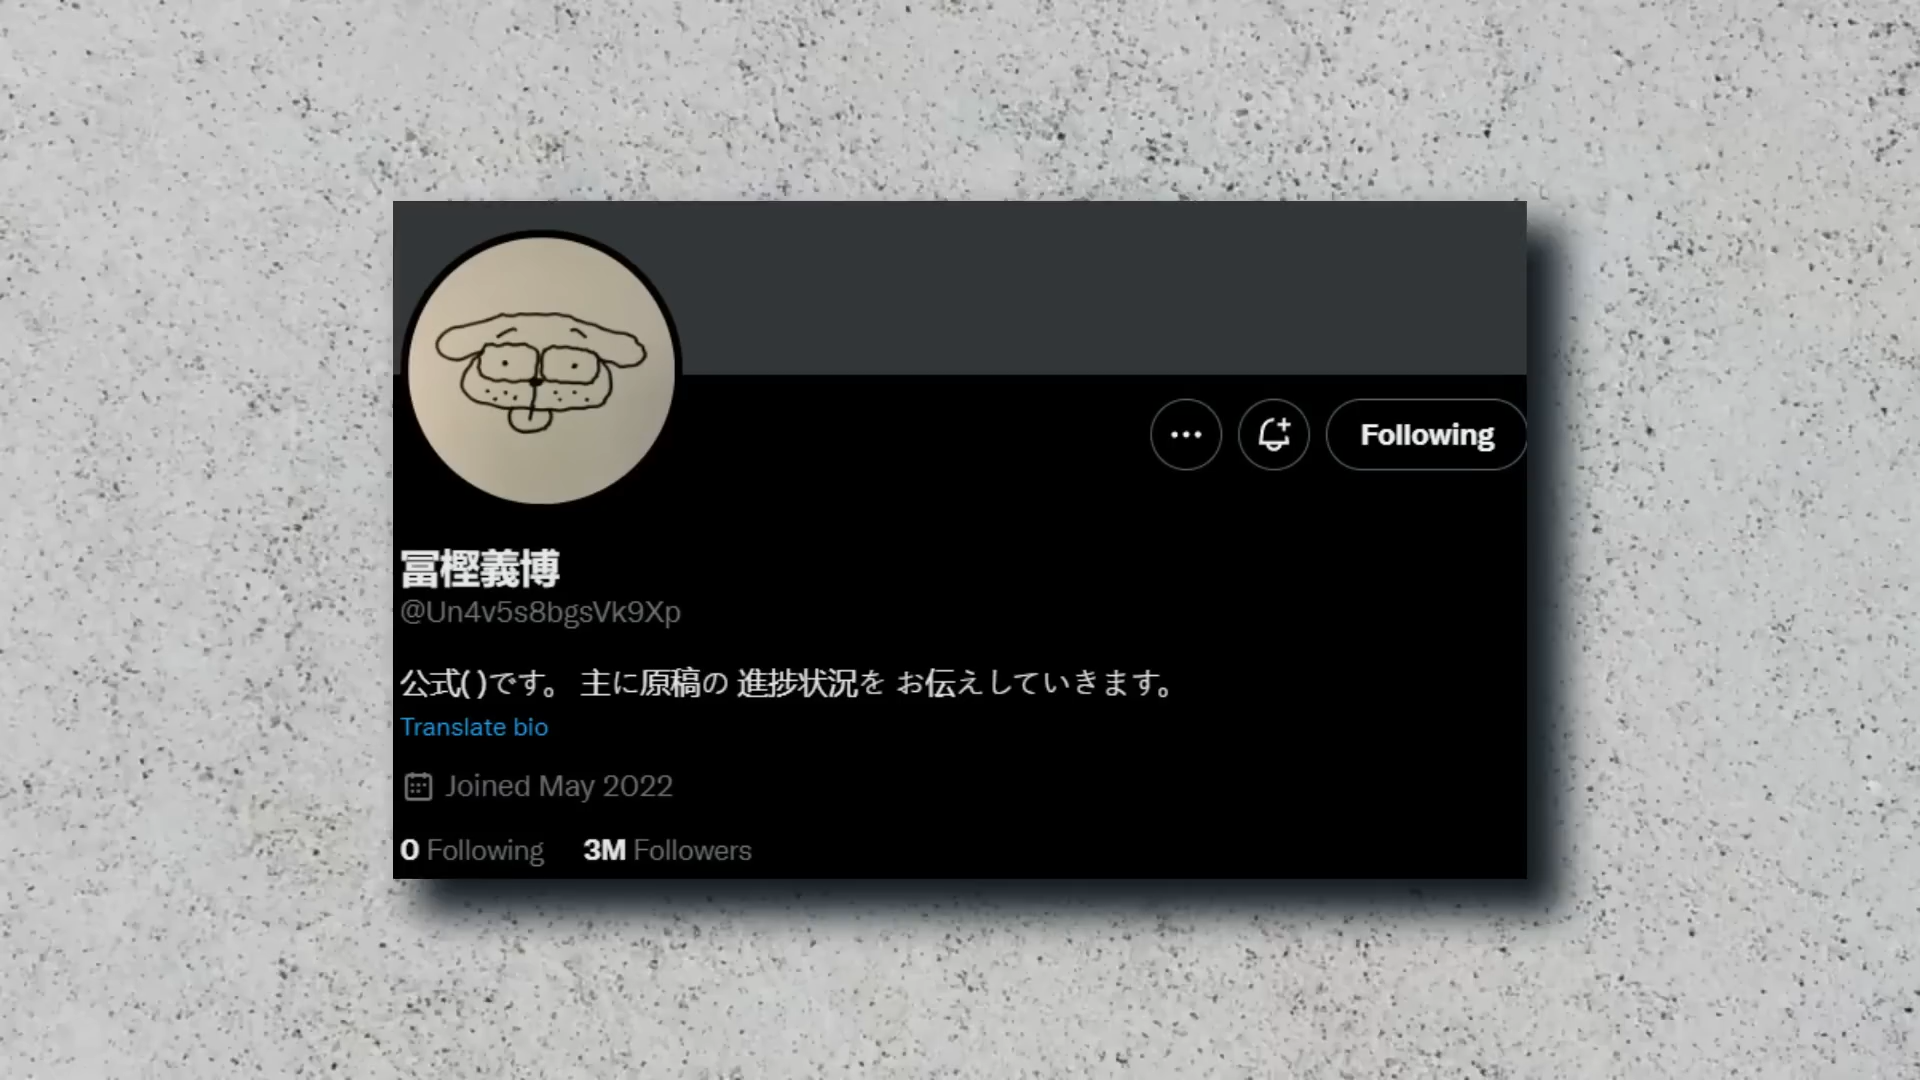 Following
冨樫義博
@Un4v5s8bgsVk9Xp
公式()です。 主に原稿の 進捗状況を お伝えしていきます。
Translate bio
Joined May 2022
0 Following 3M Followers